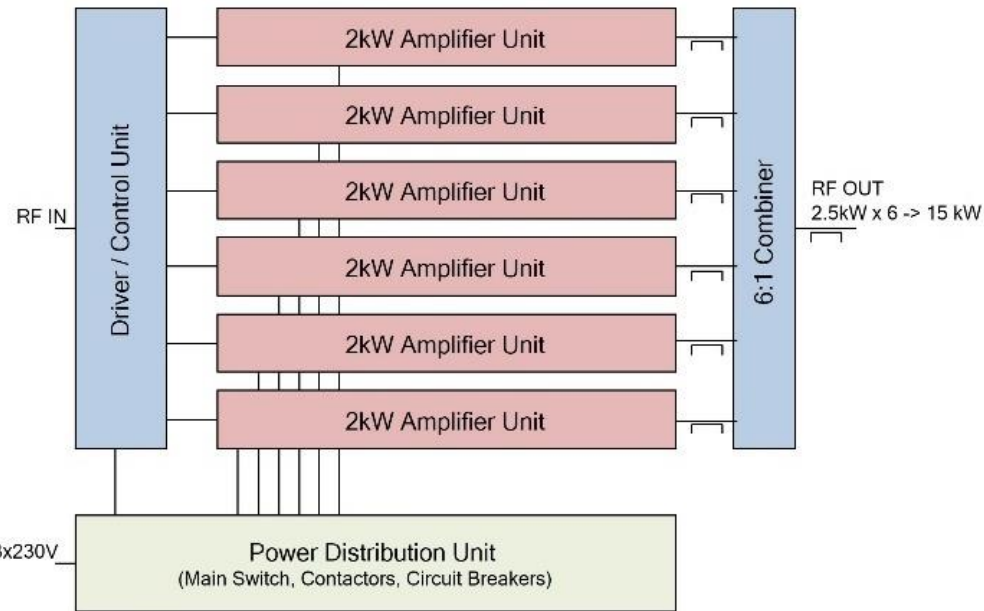 2kW Amplifier Unit
2kW Amplifier Unit
2kW Amplifier Unit
2kW Amplifier Unit
2kW Amplifier Unit
2kW Amplifier Unit
Driver / Control Unit
RF IN
6:1 Combiner
RF OUT
2.5kW x 6 -> 15 kW
3x230V
Power Distribution Unit
(Main Switch, Contactors, Circuit Breakers)